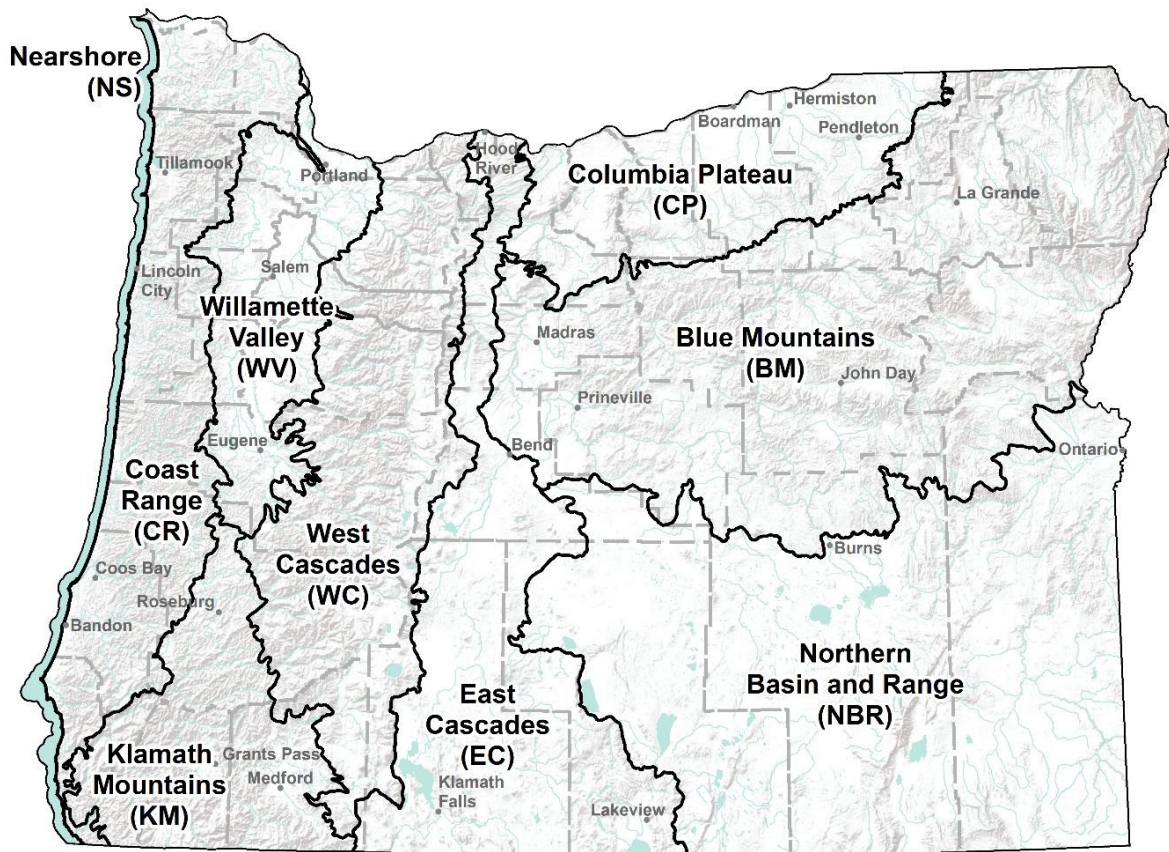 Nearshore
(NS)
Hermiston
Boardman
Pendleton
Hood
River
Tillamook
Portland
Columbia Plateau
(CP)
La Grande
Lincoln
City
Salem
Willamette
Valley
(WV)
Madras
Blue Mountains
(BM)
John Day
Prineville
Eugene
Bend
Ontario
Coast
Range
(CR)
West
Cascades
(WC)
Burns
Coos Bay
Roseburg
Bandon
Northern
Basin and Range
(NBR)
East
Cascades
(EC)
Klamath
Mountains
(KM)
Grants Pass
Medford
Klamath
Falls
Lakeview